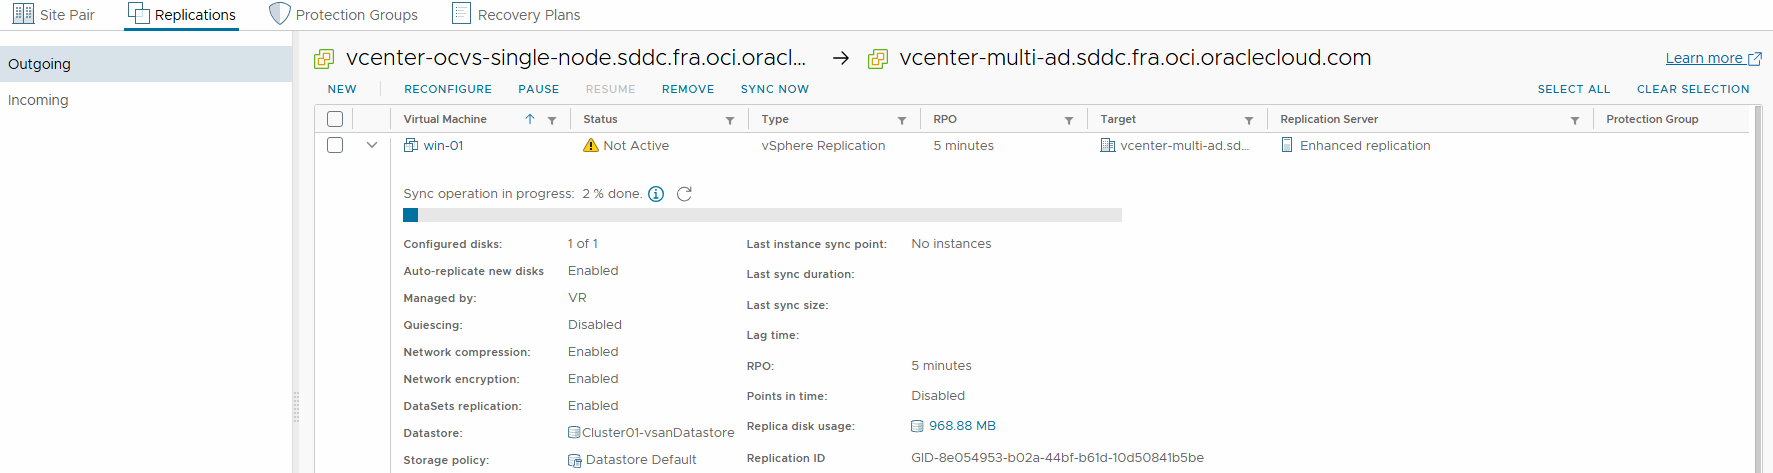 Site Pair Replications Protection Groups Recovery Plans
Outgoing
Incoming
vcenter-ocvs-single-node.sddc.fra.oci.oracl... → vcenter-multi-ad.sddc.fra.oci.oraclecloud.com Learn more
NEW RECONFIGURE PAUSE RESUME REMOVE SYNC NOW SELECT ALL CLEAR SELECTION
Virtual Machine Status Type RPO Target Replication Server Protection Group
win-01 Not Active vSphere Replication 5 minutes vcenter-multi-ad.sd... Enhanced replication
Sync operation in progress: 2 % done.
Configured disks: 1 of 1
Auto-replicate new disks Enabled
Managed by: VR
Quiescing: Disabled
Network compression: Enabled
Network encryption: Enabled
DataSets replication: Enabled
Datastore: Cluster01-vsanDatastore
Storage policy: Datastore Default
Last instance sync point: No instances
Last sync duration:
Last sync size:
Lag time:
RPO: 5 minutes
Points in time: Disabled
Replica disk usage: 968.88 MB
Replication ID GID-8e054953-b02a-44bf-b61d-10d50841b5be